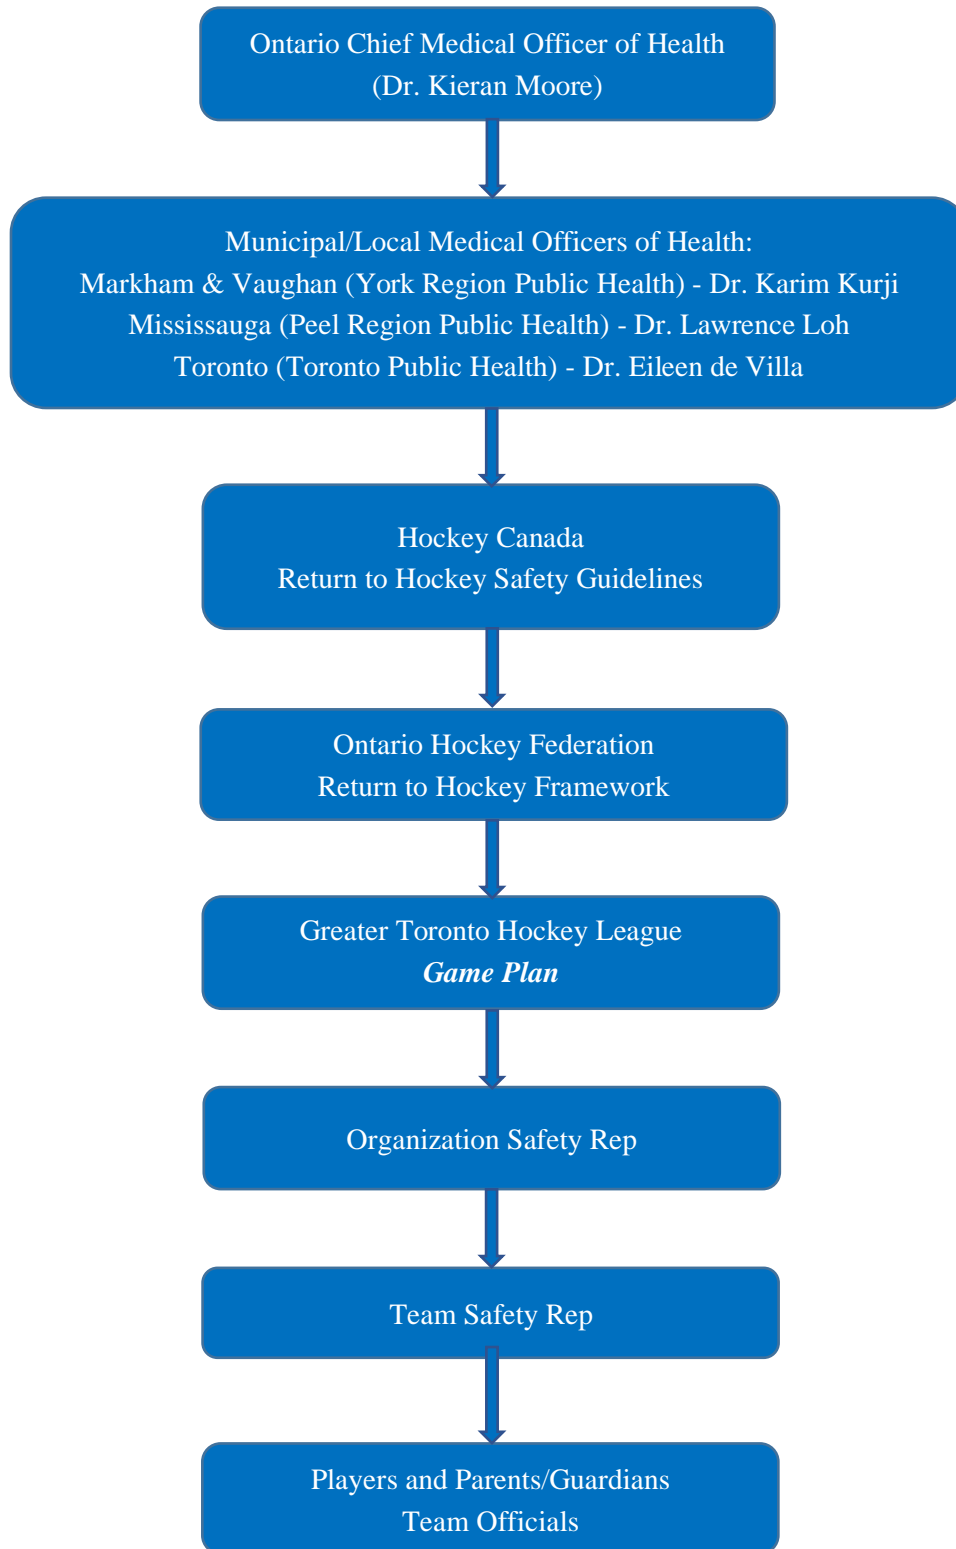 Ontario Chief Medical Officer of Health
(Dr. Kieran Moore)
Municipal/Local Medical Officers of Health:
Markham & Vaughan (York Region Public Health) - Dr. Karim Kurji
Mississauga (Peel Region Public Health) - Dr. Lawrence Loh
Toronto (Toronto Public Health) - Dr. Eileen de Villa
Hockey Canada
Return to Hockey Safety Guidelines
Ontario Hockey Federation
Return to Hockey Framework
Greater Toronto Hockey League
Game Plan
Organization Safety Rep
Team Safety Rep
Players and Parents/Guardians
Team Officials